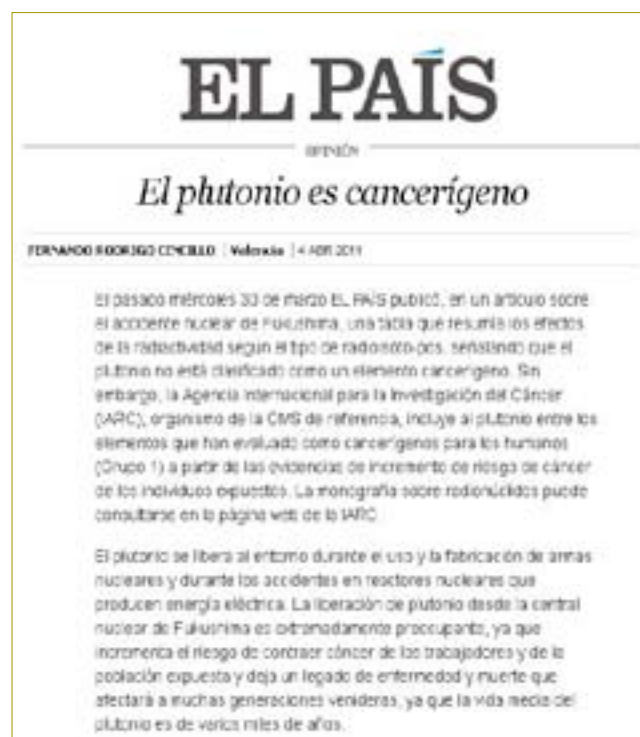 EL PAÍS
OPINIÓN
El plutonio es cancerígeno
FERNANDO RODRIGO CENCILLO | Valencia | 4 ABR 2011
El pasado miércoles 30 de marzo EL PAÍS publicó, en un artículo sobre
el accidente nuclear de Fukushima, una tabla que resumía los efectos
de la radiactividad según el tipo de radioisóto-pos, señalando que el
plutonio no está clasificado como un elemento cancerígeno. Sin
embargo, la Agencia Internacional para la Investigación del Cáncer
(IARC), organismo de la OMS de referencia, incluye al plutonio entre los
elementos que han evaluado como cancerígenos para los humanos
(Grupo 1) a partir de las evidencias de incremento de riesgo de cáncer
de los individuos expuestos. La monografía sobre radionúclidos puede
consultarse en la página web de la IARC.
El plutonio se libera al entorno durante el uso y la fabricación de armas
nucleares y durante los accidentes en reactores nucleares que
producen energía eléctrica. La liberación de plutonio desde la central
nuclear de Fukushima es extremadamente preocupante, ya que
incrementa el riesgo de contraer cáncer de los trabajadores y de la
población expuesta y deja un legado de enfermedad y muerte que
afectará a muchas generaciones venideras, ya que la vida media del
plutonio es de varios miles de años.